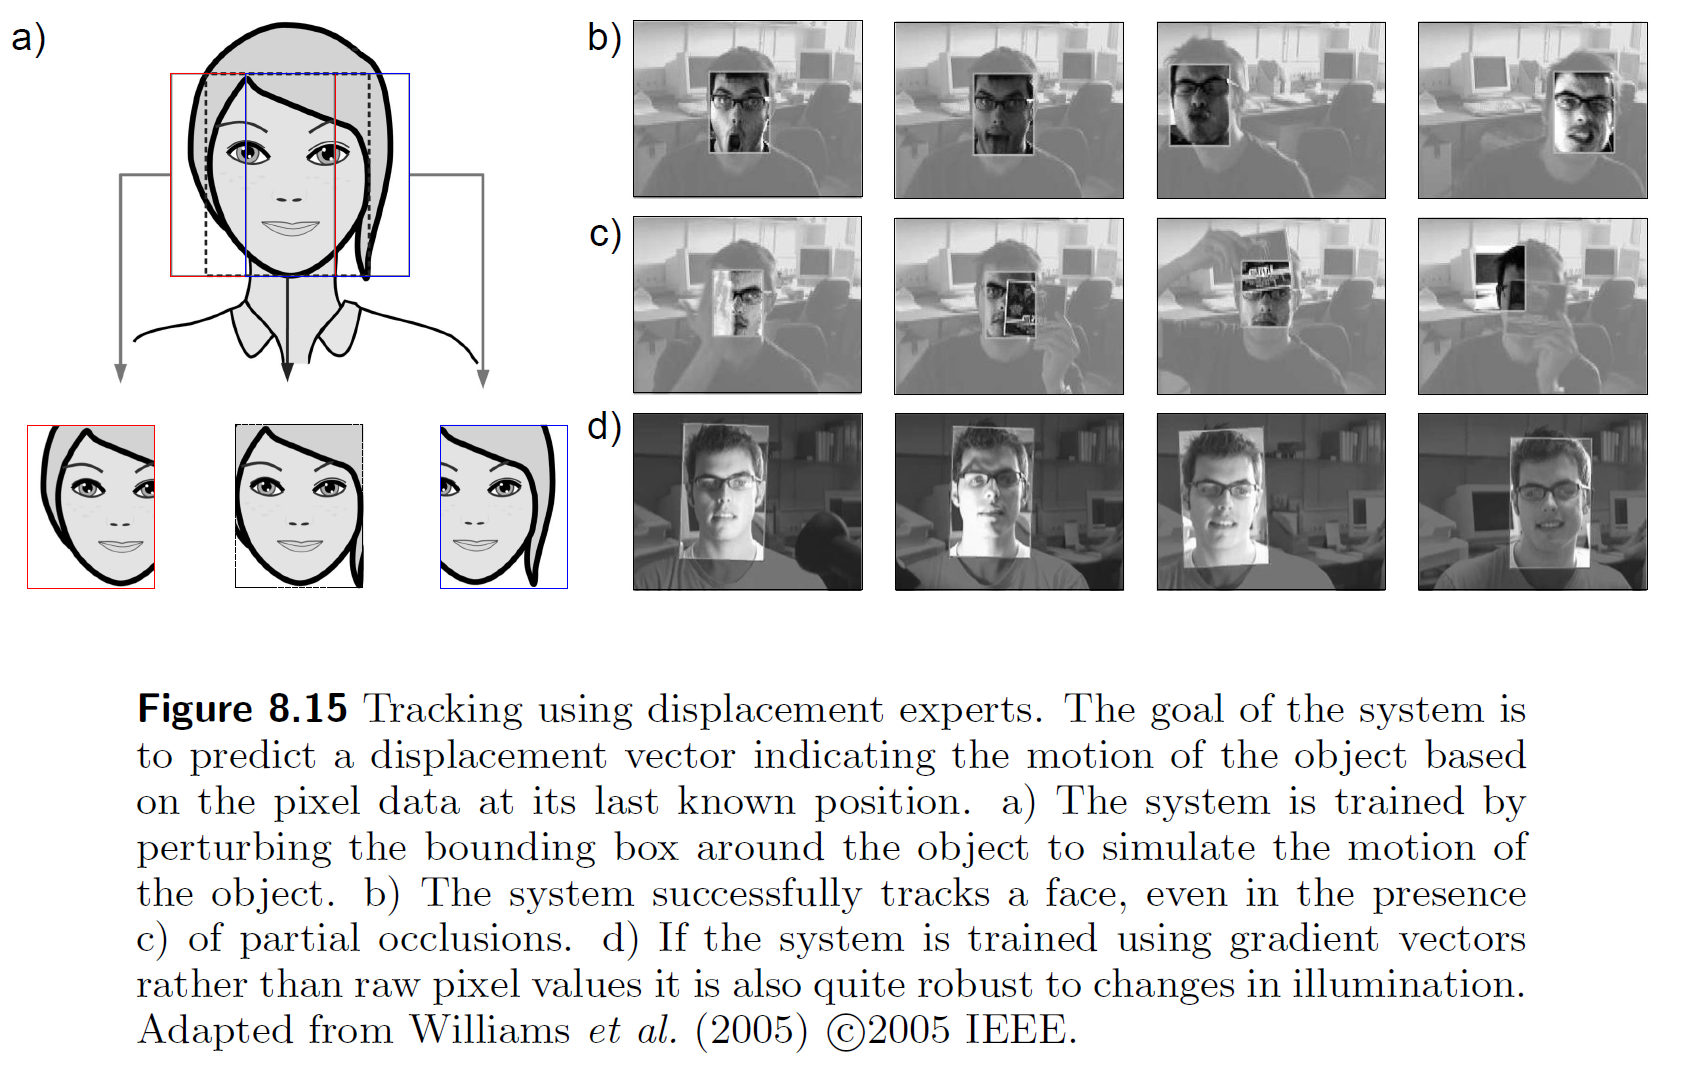 a)
b)
c)
d)
Figure 8.15 Tracking using displacement experts. The goal of the system is
to predict a displacement vector indicating the motion of the object based
on the pixel data at its last known position. a) The system is trained by
perturbing the bounding box around the object to simulate the motion of
the object. b) The system successfully tracks a face, even in the presence
c) of partial occlusions. d) If the system is trained using gradient vectors
rather than raw pixel values it is also quite robust to changes in illumination.
Adapted from Williams et al. (2005) ©2005 IEEE.